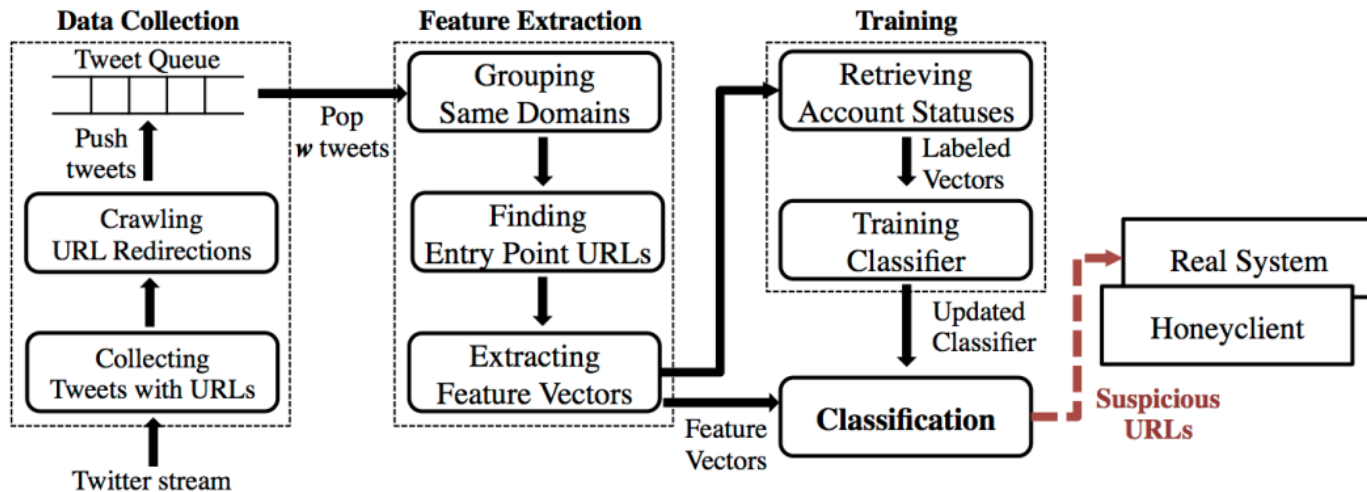 Data Collection
Tweet Queue
Push
tweets
Crawling
URL Redirections
Collecting
Tweets with URLs
Twitter stream
Pop
w tweets
Feature Extraction
Grouping
Same Domains
Finding
Entry Point URLs
Extracting
Feature Vectors
Feature
Vectors
Training
Retrieving
Account Statuses
Labeled
Vectors
Training
Classifier
Updated
Classifier
Classification
Suspicious
URLs
Real System
Honeyclient